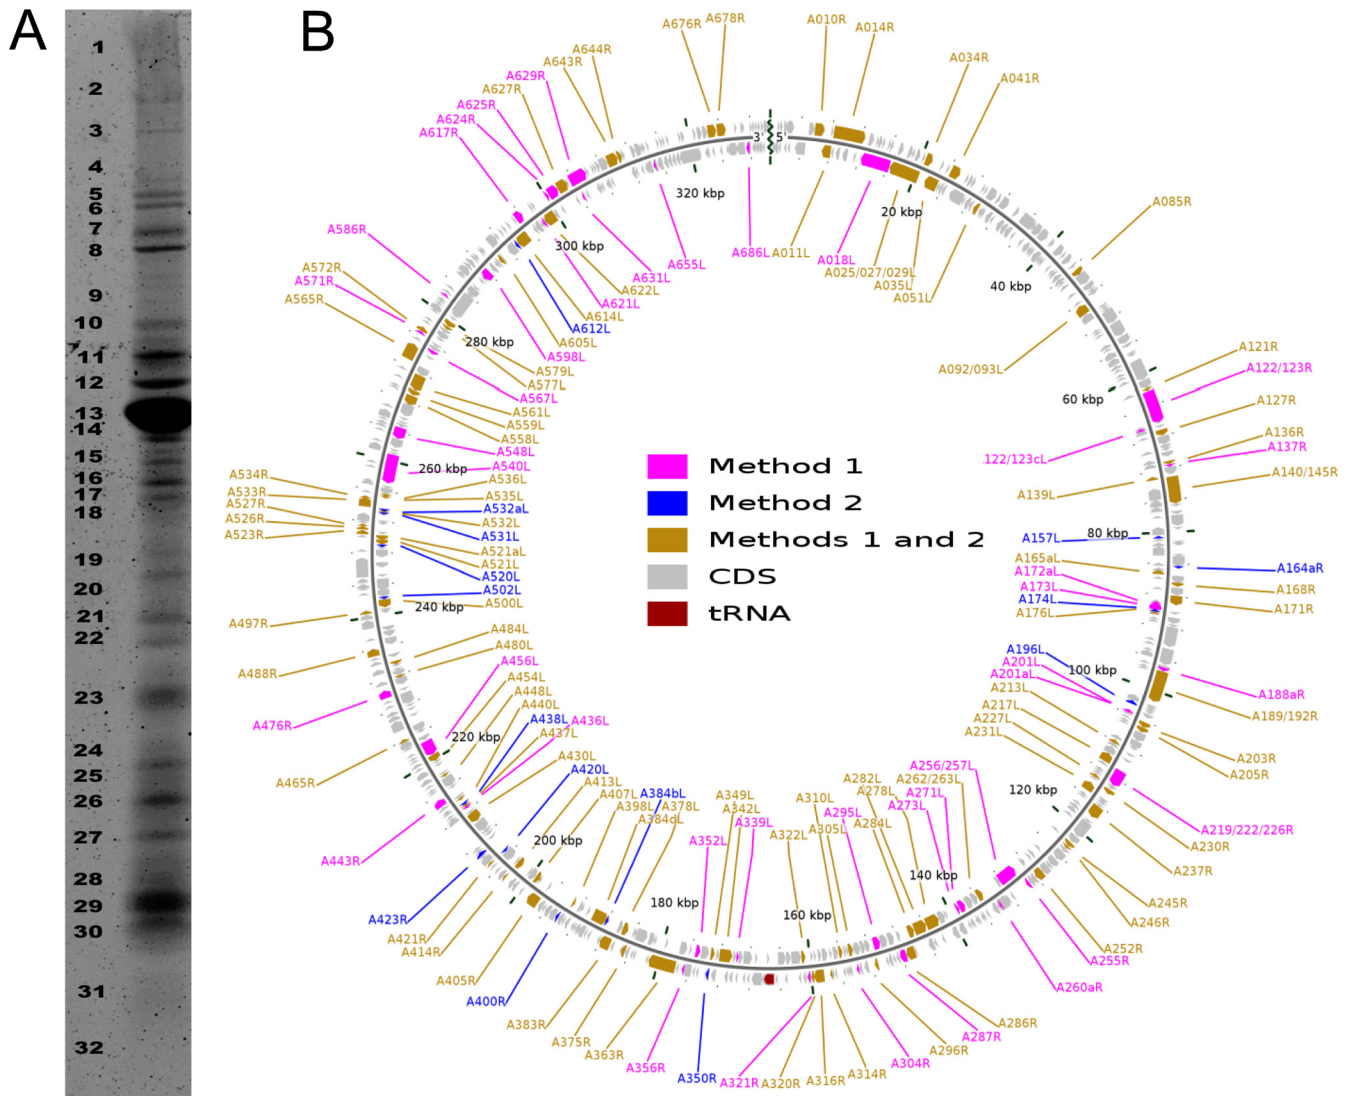 A
1
2
3
4
5
6
7
8
9
10
11
12
13
14
15
16
17
18
19
20
21
22
23
24
25
26
27
28
29
30
31
32
B
A676R
A678R
A010R
A014R
A034R
A041R
A085R
A121R
A122/123R
A127R
A136R
A137R
A140/145R
A164aR
A168R
A171R
A188aR
A189/192R
A203R
A205R
A219/222/226R
A230R
A237R
A245R
A246R
A252R
A255R
A260aR
A286R
A287R
A296R
A304R
A314R
A316R
A320R
A321R
A350R
A356R
A363R
A375R
A383R
A400R
A405R
A414R
A421R
A423R
A443R
A465R
A476R
A488R
A497R
A523R
A526R
A527R
A533R
A534R
A565R
A571R
A572R
A586R
A617R
A624R
A625R
A627R
A629R
A643R
A644R
3'
5'
20 kbp
40 kbp
60 kbp
80 kbp
100 kbp
120 kbp
140 kbp
160 kbp
180 kbp
200 kbp
220 kbp
240 kbp
260 kbp
280 kbp
300 kbp
320 kbp
A011L
A018L
A025/027/029L
A035L
A051L
A092/093L
122/123cL
A139L
A157L
A165aL
A172aL
A173L
A174L
A176L
A196L
A201L
A201aL
A213L
A217L
A227L
A231L
A256/257L
A262/263L
A271L
A273L
A282L
A278L
A284L
A295L
A305L
A310L
A322L
A339L
A342L
A349L
A352L
A378L
A384bL
A384dL
A398L
A407L
A413L
A420L
A430L
A436L
A437L
A438L
A440L
A448L
A454L
A456L
A480L
A484L
A500L
A502L
A520L
A521L
A521aL
A531L
A532L
A532aL
A535L
A536L
A540L
A548L
A558L
A559L
A561L
A567L
A577L
A579L
A598L
A605L
A612L
A614L
A621L
A622L
A631L
A655L
A686L
Method 1
Method 2
Methods 1 and 2
CDS
tRNA